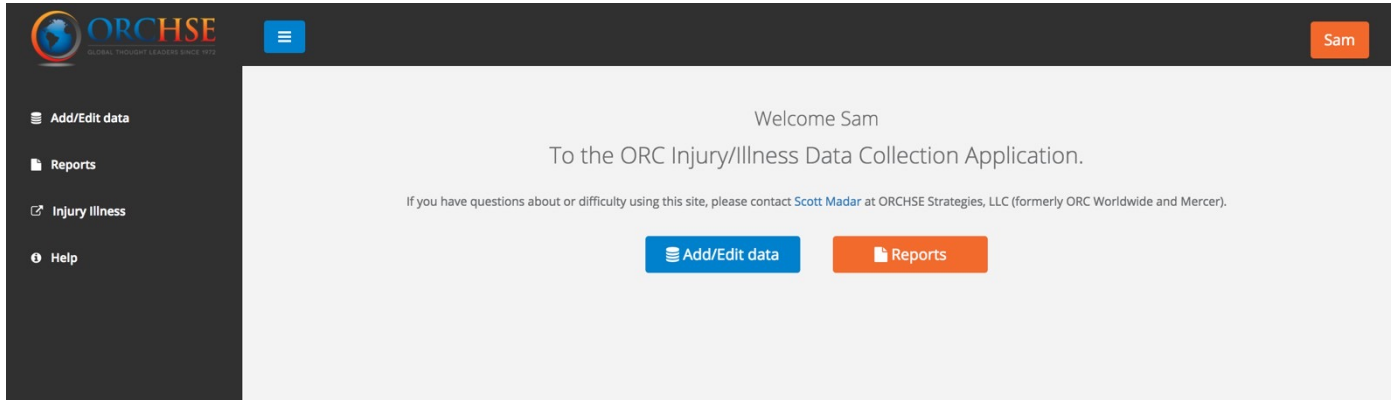 ORCHSE
GLOBAL THOUGHT LEADERS SINCE 1972
Sam
Add/Edit data
Reports
Injury Illness
Help
Welcome Sam
To the ORC Injury/Illness Data Collection Application.
If you have questions about or difficulty using this site, please contact Scott Madar at ORCHSE Strategies, LLC (formerly ORC Worldwide and Mercer).
Add/Edit data
Reports